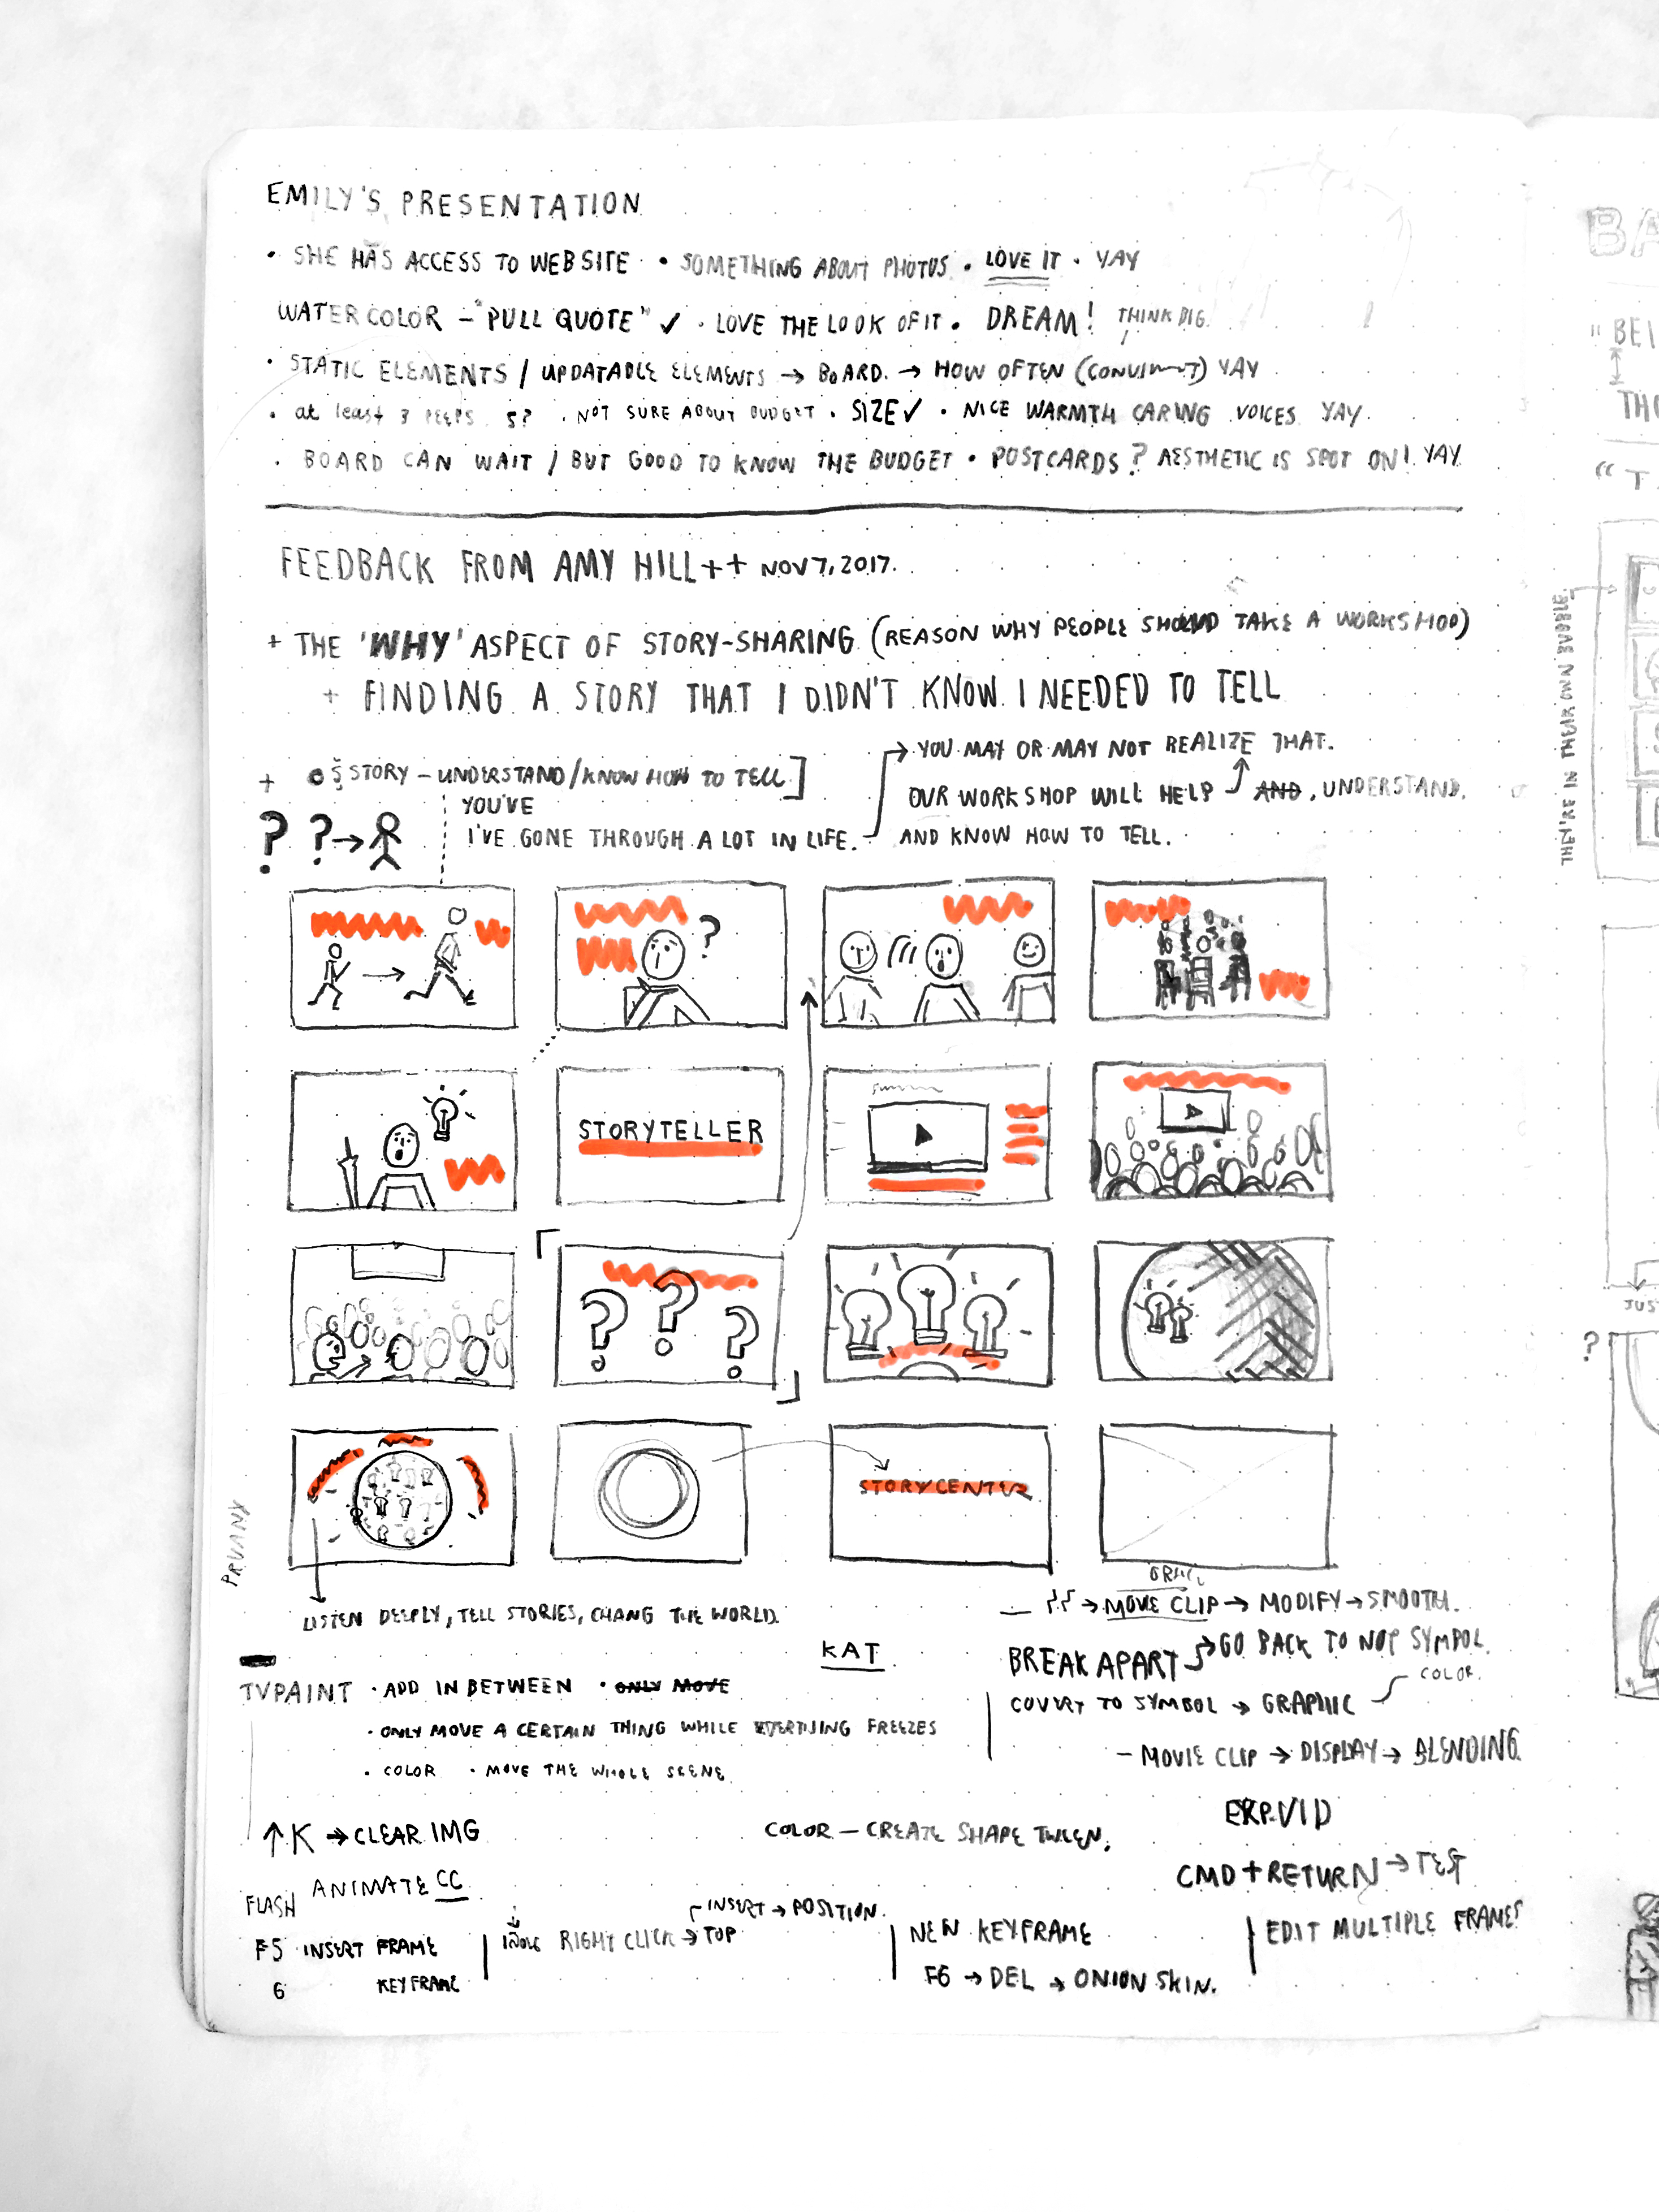 EMILY'S PRESENTATION
• SHE HAS ACCESS TO WEBSITE • SOMETHING ABOUT PHOTOS • LOVE IT • YAY
WATERCOLOR – "PULL QUOTE" ✓ • LOVE THE LOOK OF IT • DREAM! THINK BIG
• STATIC ELEMENTS / UPDATABLE ELEMENTS → BOARD → HOW OFTEN YAY
• at least 3 PEEPS 5? • NOT SURE ABOUT BUDGET • SIZE ✓ • NICE WARMTH CARING VOICES YAY.
• BOARD CAN WAIT / BUT GOOD TO KNOW THE BUDGET • POSTCARDS? AESTHETIC IS SPOT ON! YAY
FEEDBACK FROM AMY HILL ++ NOV 7, 2017.
+ THE 'WHY' ASPECT OF STORY-SHARING (REASON WHY PEOPLE SHOULD TAKE A WORKSHOP)
+ FINDING A STORY THAT I DIDN'T KNOW I NEEDED TO TELL
+ STORY – UNDERSTAND/KNOW HOW TO TELL]
YOU'VE
I'VE GONE THROUGH A LOT IN LIFE.
→ YOU MAY OR MAY NOT REALIZE THAT.
OUR WORKSHOP WILL HELP AND, UNDERSTAND.
AND KNOW HOW TO TELL.
? ? →
?
STORYTELLER
? ? ?
STORYCENTER
LISTEN DEEPLY, TELL STORIES, CHANG THE WORLD.
→ MOVE CLIP → MODIFY → SMOOTH.
KAT
BREAK APART → GO BACK TO NOT SYMBOL.
COLOR.
COVERT TO SYMBOL → GRAPHIC
– MOVIE CLIP → DISPLAY → BLENDING
TVPAINT • ADD IN BETWEEN • ONLY MOVE
• ONLY MOVE A CERTAIN THING WHILE FREEZES
• COLOR • MOVE THE WHOLE SCENE
↑ K → CLEAR IMG
COLOR – CREATE SHAPE TWEEN.
CMD + RETURN → TEST
FLASH ANIMATE CC
F5 INSERT FRAME
6 KEYFRAME
RIGHT CLICK → TOP
INSERT → POSITION.
NEW KEYFRAME
F6 → DEL → ONION SKIN.
EDIT MULTIPLE FRAMES
BA
"BEI
THO
"T
THEY'RE IN THEIR OWN BUBBLE
JUS
?